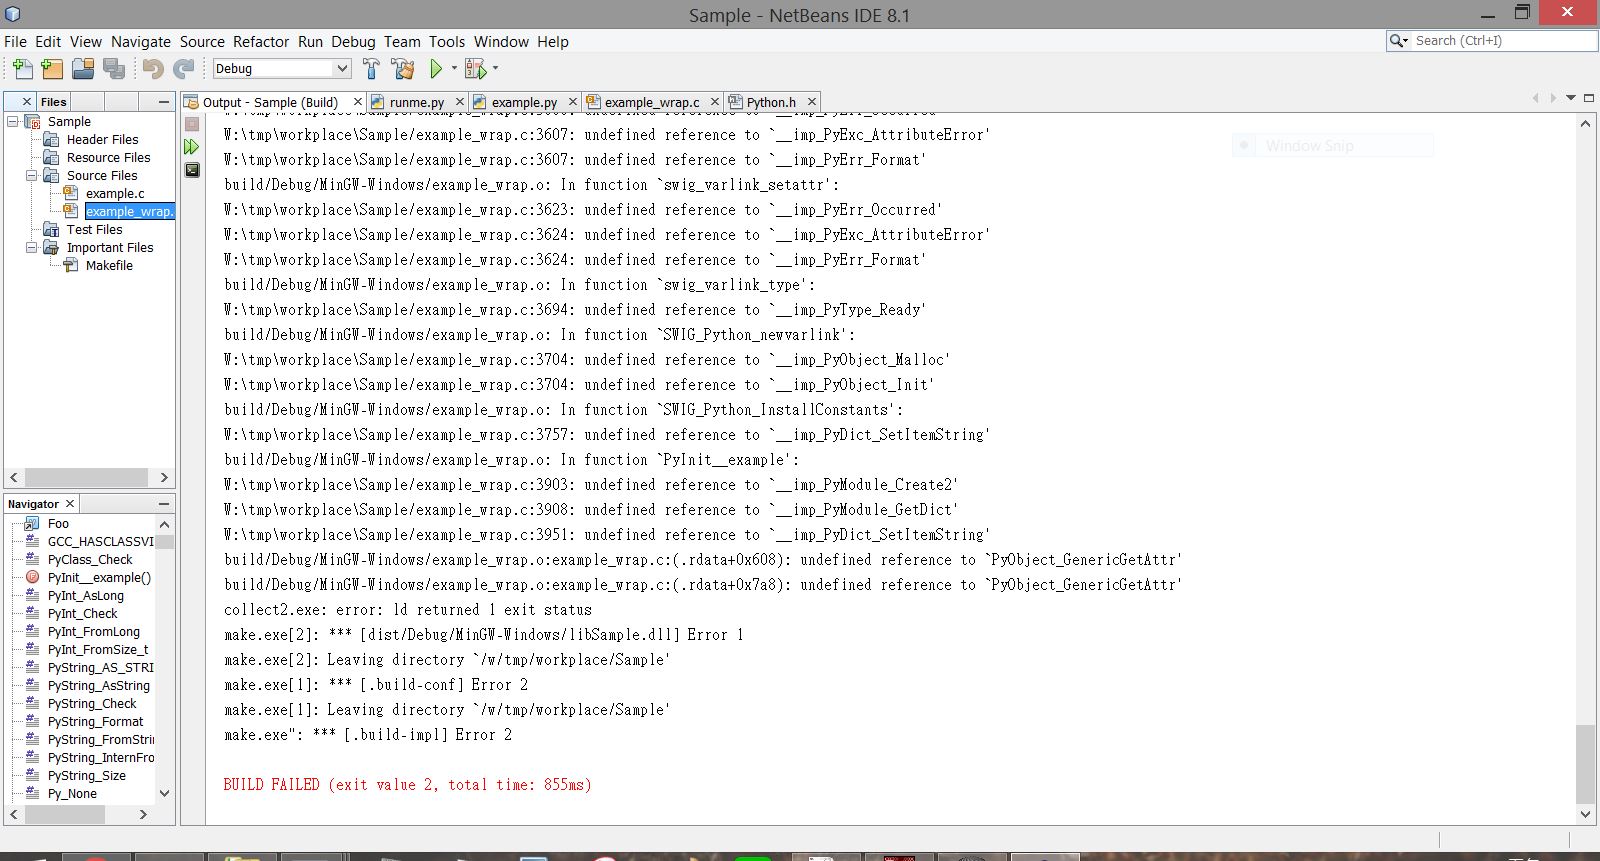 Sample - NetBeans IDE 8.1
File Edit View Navigate Source Refactor Run Debug Team Tools Window Help
Search (Ctrl+I)
Debug
Files
Output - Sample (Build)
runme.py
example.py
example_wrap.c
Python.h
Sample
Header Files
Resource Files
Source Files
example.c
example_wrap.
Test Files
Important Files
Makefile
Window Snip
W:\tmp\workplace\Sample/example_wrap.c:3607: undefined reference to `__imp_PyExc_AttributeError'
W:\tmp\workplace\Sample/example_wrap.c:3607: undefined reference to `__imp_PyErr_Format'
build/Debug/MinGW-Windows/example_wrap.o: In function `swig_varlink_setattr':
W:\tmp\workplace\Sample/example_wrap.c:3623: undefined reference to `__imp_PyErr_Occurred'
W:\tmp\workplace\Sample/example_wrap.c:3624: undefined reference to `__imp_PyExc_AttributeError'
W:\tmp\workplace\Sample/example_wrap.c:3624: undefined reference to `__imp_PyErr_Format'
build/Debug/MinGW-Windows/example_wrap.o: In function `swig_varlink_type':
W:\tmp\workplace\Sample/example_wrap.c:3694: undefined reference to `__imp_PyType_Ready'
build/Debug/MinGW-Windows/example_wrap.o: In function `SWIG_Python_newvarlink':
W:\tmp\workplace\Sample/example_wrap.c:3704: undefined reference to `__imp_PyObject_Malloc'
W:\tmp\workplace\Sample/example_wrap.c:3704: undefined reference to `__imp_PyObject_Init'
build/Debug/MinGW-Windows/example_wrap.o: In function `SWIG_Python_InstallConstants':
W:\tmp\workplace\Sample/example_wrap.c:3757: undefined reference to `__imp_PyDict_SetItemString'
build/Debug/MinGW-Windows/example_wrap.o: In function `PyInit__example':
W:\tmp\workplace\Sample/example_wrap.c:3903: undefined reference to `__imp_PyModule_Create2'
W:\tmp\workplace\Sample/example_wrap.c:3908: undefined reference to `__imp_PyModule_GetDict'
W:\tmp\workplace\Sample/example_wrap.c:3951: undefined reference to `__imp_PyDict_SetItemString'
build/Debug/MinGW-Windows/example_wrap.o:example_wrap.c:(.rdata+0x608): undefined reference to `PyObject_GenericGetAttr'
build/Debug/MinGW-Windows/example_wrap.o:example_wrap.c:(.rdata+0x7a8): undefined reference to `PyObject_GenericGetAttr'
collect2.exe: error: ld returned 1 exit status
make.exe[2]: *** [dist/Debug/MinGW-Windows/libSample.dll] Error 1
make.exe[2]: Leaving directory `/w/tmp/workplace/Sample'
make.exe[1]: *** [.build-conf] Error 2
make.exe[1]: Leaving directory `/w/tmp/workplace/Sample'
make.exe": *** [.build-impl] Error 2
BUILD FAILED (exit value 2, total time: 855ms)
Navigator
Foo
GCC_HASCLASSVI
PyClass_Check
PyInit__example()
PyInt_AsLong
PyInt_Check
PyInt_FromLong
PyInt_FromSize_t
PyString_AS_STRI
PyString_AsString
PyString_Check
PyString_Format
PyString_FromStrin
PyString_InternFro
PyString_Size
Py_None